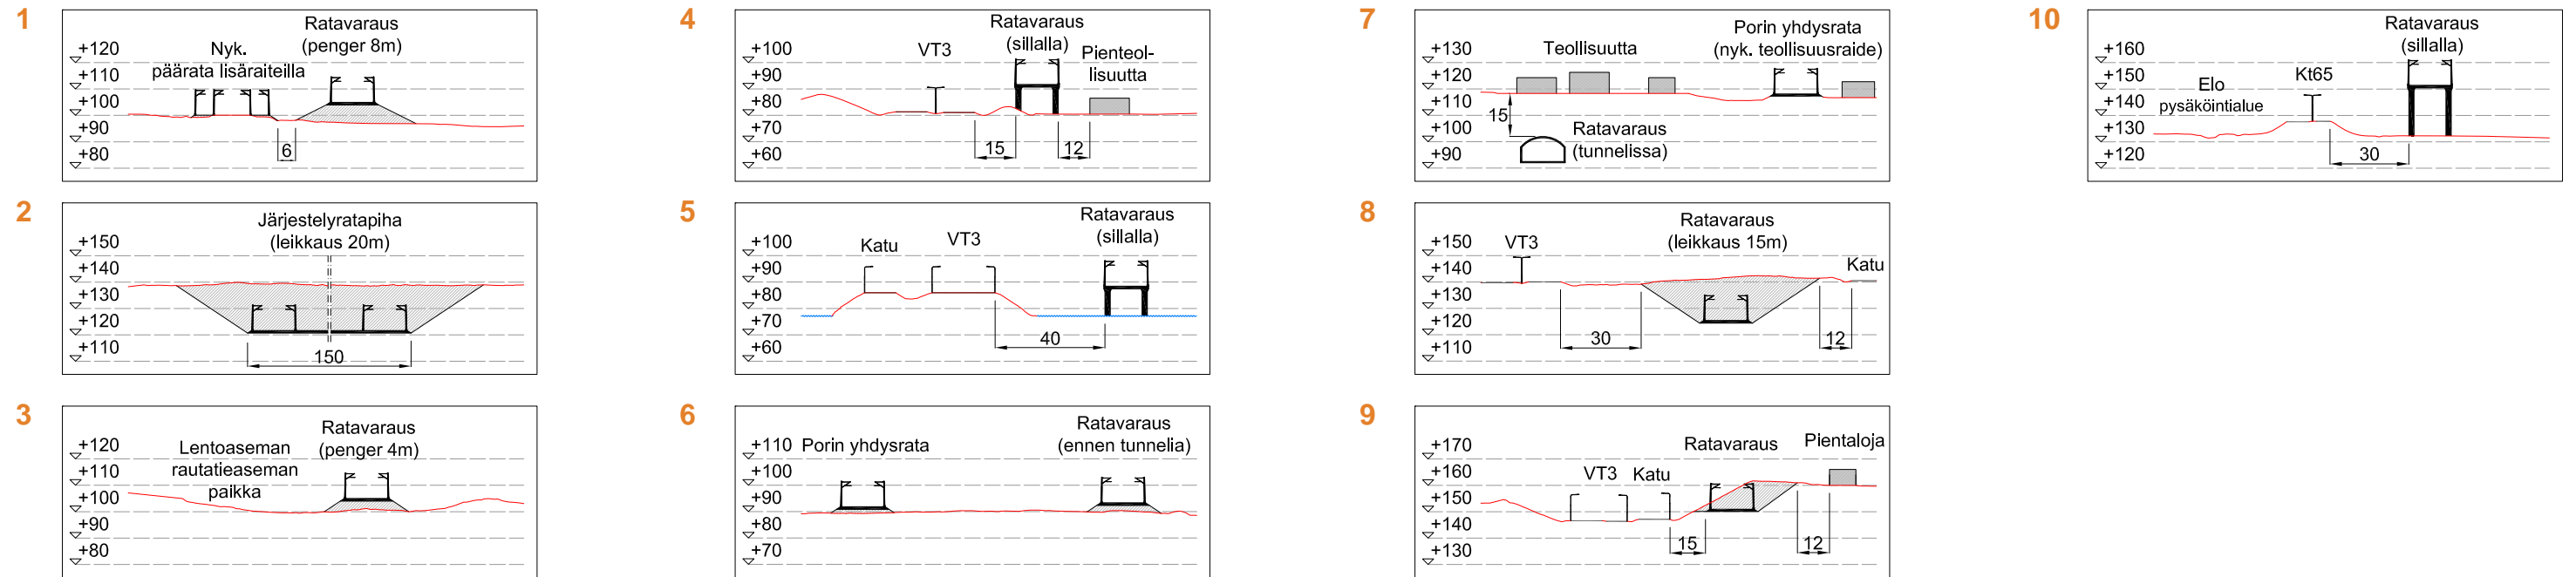 1
Ratavaraus
(penger 8m)
Nyk.
päärata lisäraiteilla
+120
+110
+100
+90
+80
6
2
Järjestelyratapiha
(leikkaus 20m)
+150
+140
+130
+120
+110
150
3
Ratavaraus
(penger 4m)
Lentoaseman
rautatieaseman
paikka
+120
+110
+100
+90
+80
4
Ratavaraus
(sillalla)
VT3
Pienteol-
lisuutta
+100
+90
+80
+70
+60
15
12
5
Ratavaraus
(sillalla)
Katu
VT3
+100
+90
+80
+70
+60
40
6
Ratavaraus
(ennen tunnelia)
Porin yhdysrata
+110
+100
+90
+80
+70
7
Porin yhdysrata
(nyk. teollisuusraide)
Teollisuutta
+130
+120
+110
+100
+90
15
Ratavaraus
(tunnelissa)
8
Ratavaraus
(leikkaus 15m)
VT3
Katu
+150
+140
+130
+120
+110
30
12
9
Ratavaraus
Pientaloja
VT3
Katu
+170
+160
+150
+140
+130
15
12
10
Ratavaraus
(sillalla)
Elo
pysäköintialue
Kt65
+160
+150
+140
+130
+120
30